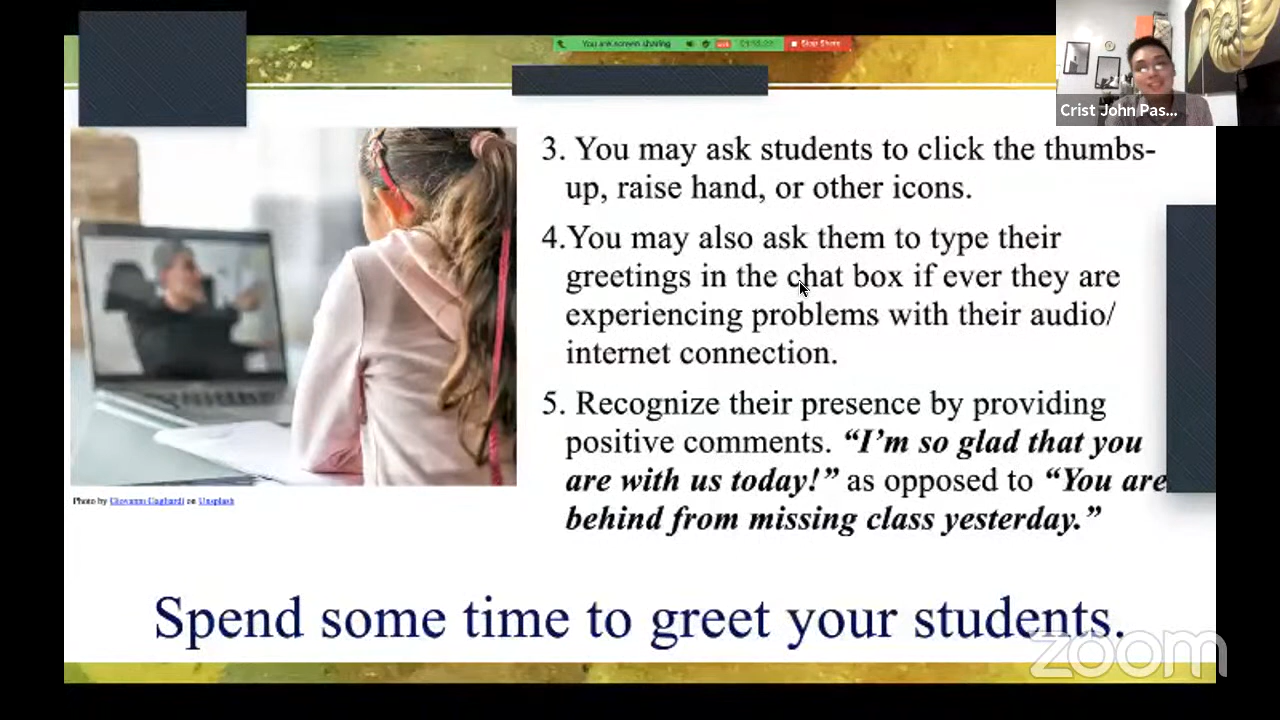 You are screen sharing
Stop Share
Crist John Pas...
3. You may ask students to click the thumbs-
up, raise hand, or other icons.
4.You may also ask them to type their
greetings in the chat box if ever they are
experiencing problems with their audio/
internet connection.
5. Recognize their presence by providing
positive comments. “I’m so glad that you
are with us today!” as opposed to “You are
behind from missing class yesterday.”
Photo by Giovanni Gagliardi on Unsplash
Spend some time to greet your students.
zoom